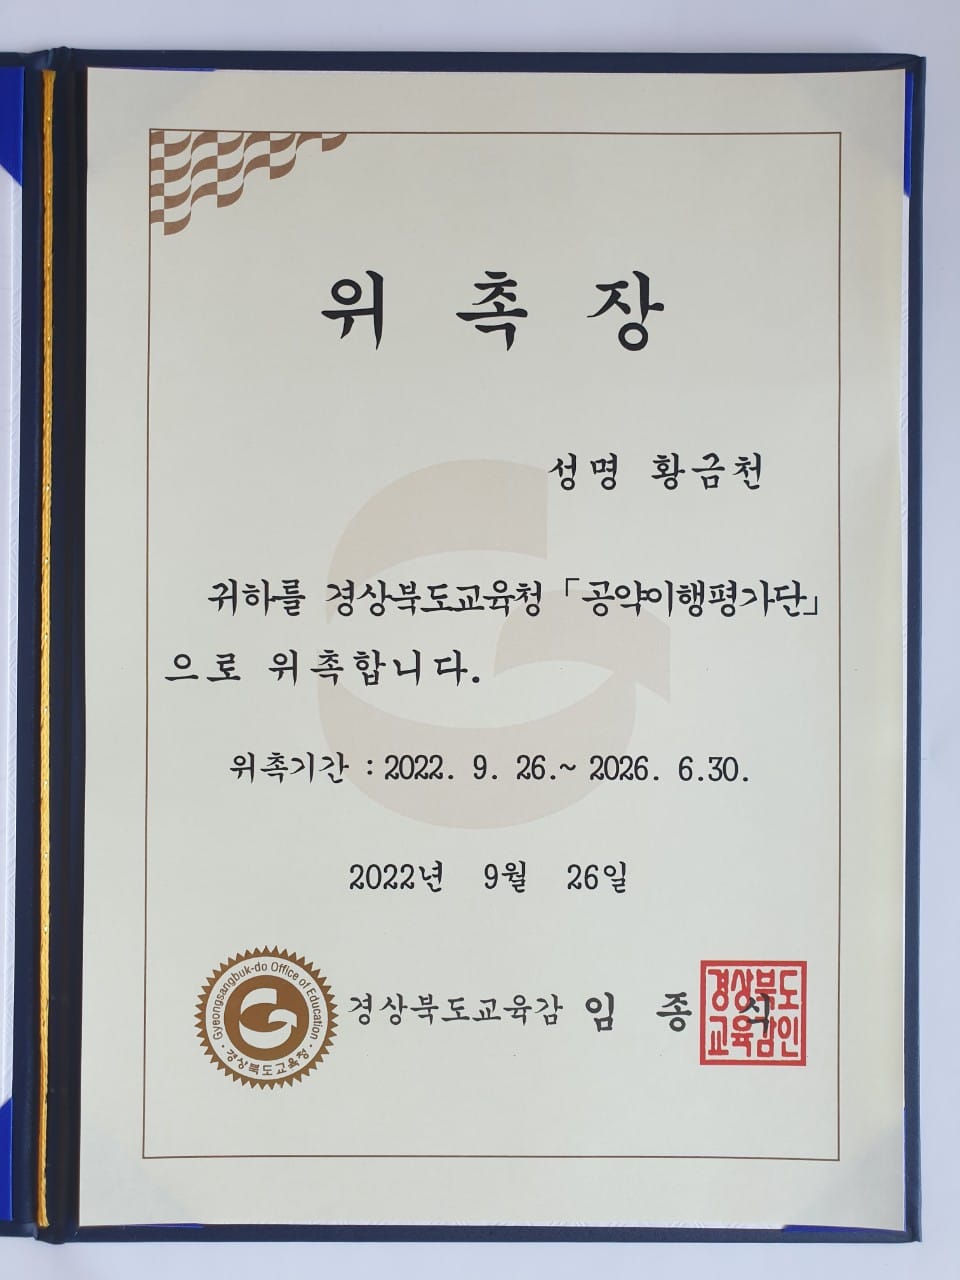 위 촉 장
성명 황금천
귀하를 경상북도교육청 「공약이행평가단」
으로 위촉합니다.
위촉기간 : 2022. 9. 26.~ 2026. 6.30.
2022년 9월 26일
Gyeongsangbuk-do Office of Education
경상북도교육청
경상북도교육감 임 종 식
경상북도
교육감인